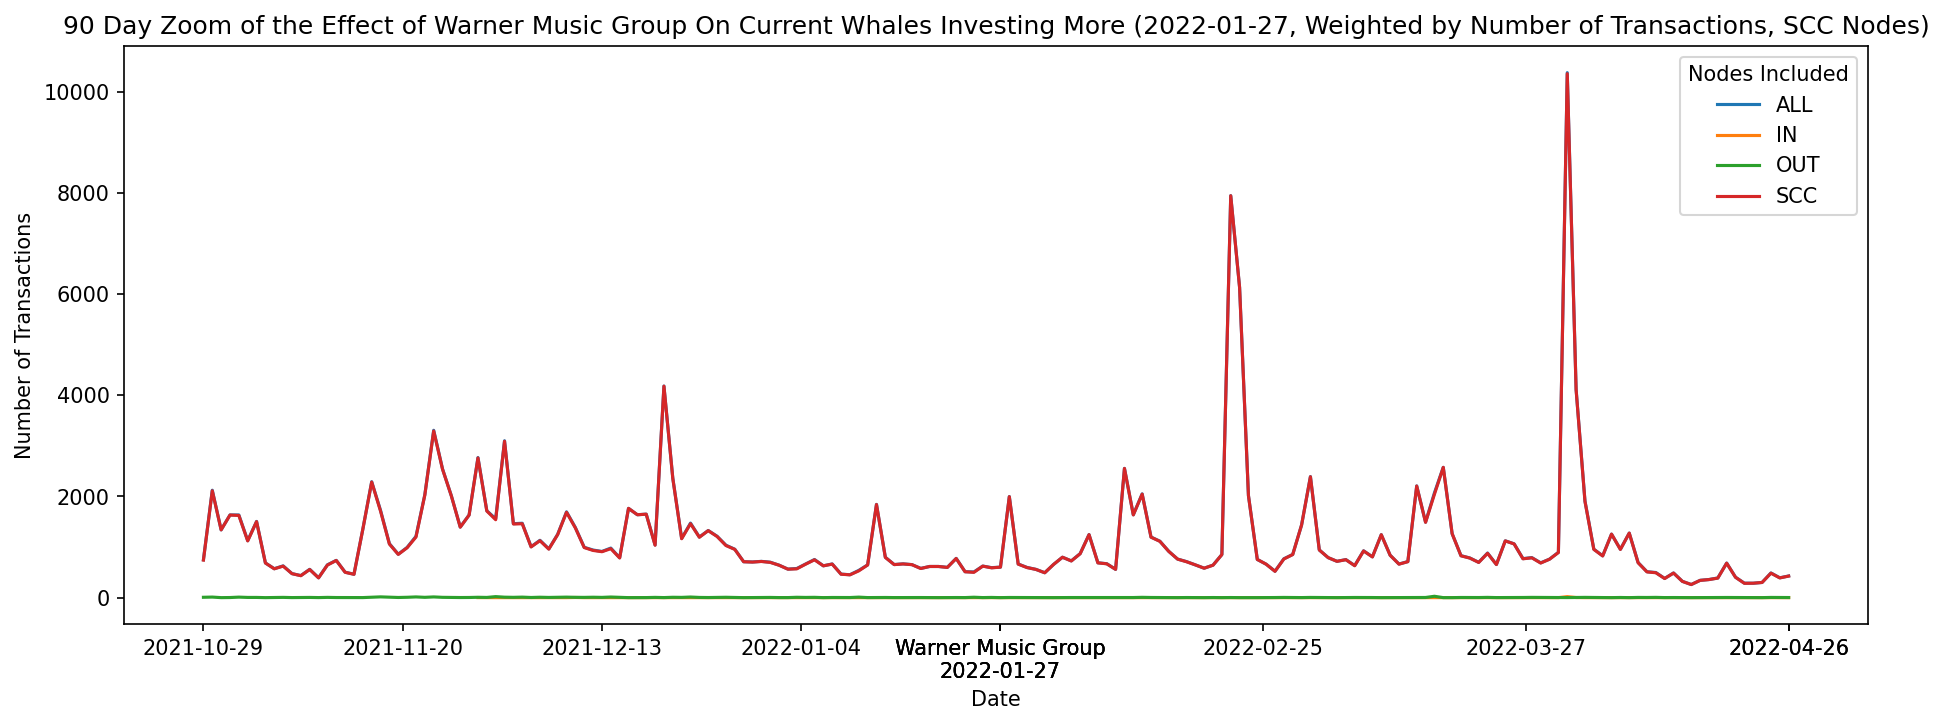 90 Day Zoom of the Effect of Warner Music Group On Current Whales Investing More (2022-01-27, Weighted by Number of Transactions, SCC Nodes)
Number of Transactions
10000
8000
6000
4000
2000
0
Nodes Included
ALL
IN
OUT
SCC
2021-10-29
2021-11-20
2021-12-13
2022-01-04
Warner Music Group
2022-01-27
2022-02-25
2022-03-27
2022-04-26
Date